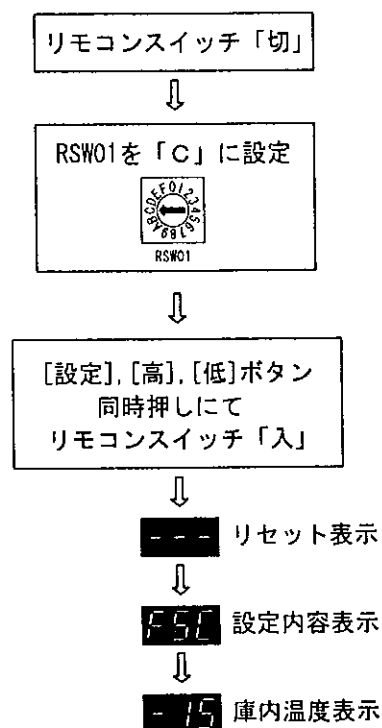 リモコンスイッチ「切」
RSW01を「C」に設定
0123456789ABCDEF
RSW01
[設定],[高],[低]ボタン
同時押しにて
リモコンスイッチ「入」
--- リセット表示
FSC 設定内容表示
-15 庫内温度表示